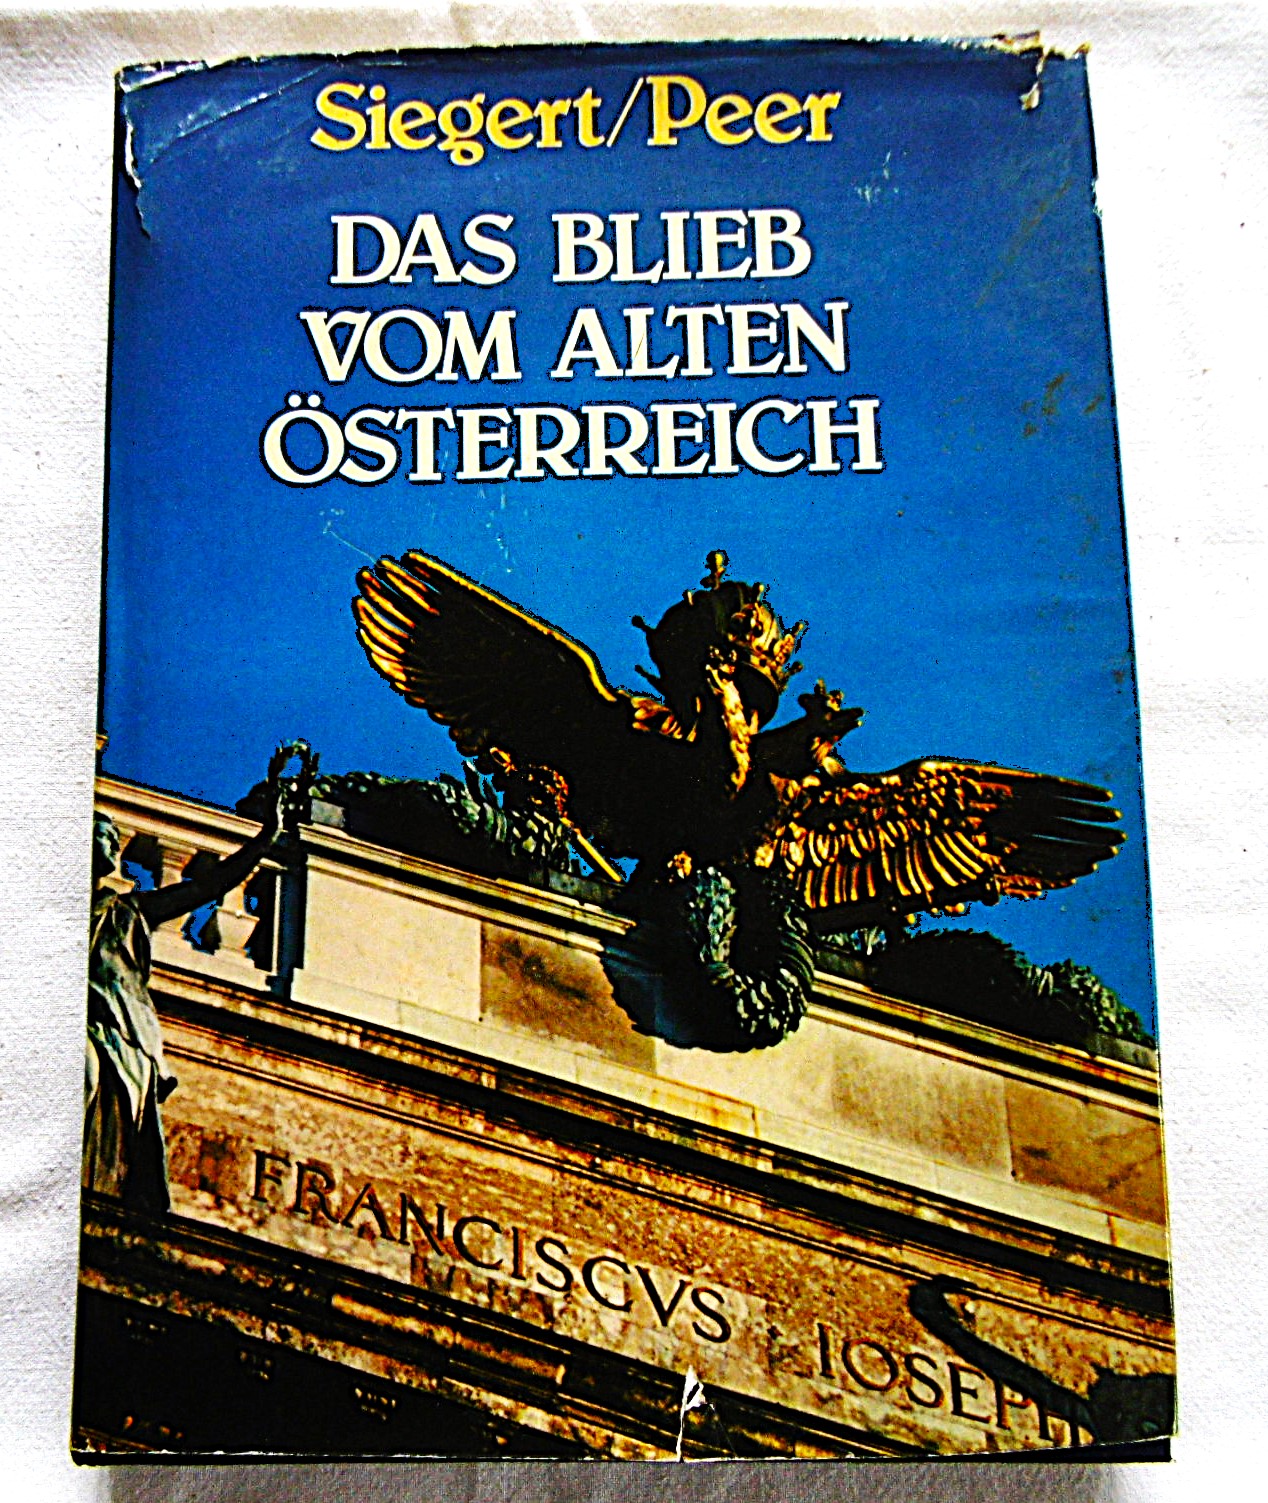 Siegert/Peer
DAS BLIEB
VOM ALTEN
ÖSTERREICH
FRANCISCVS · IOSEPH